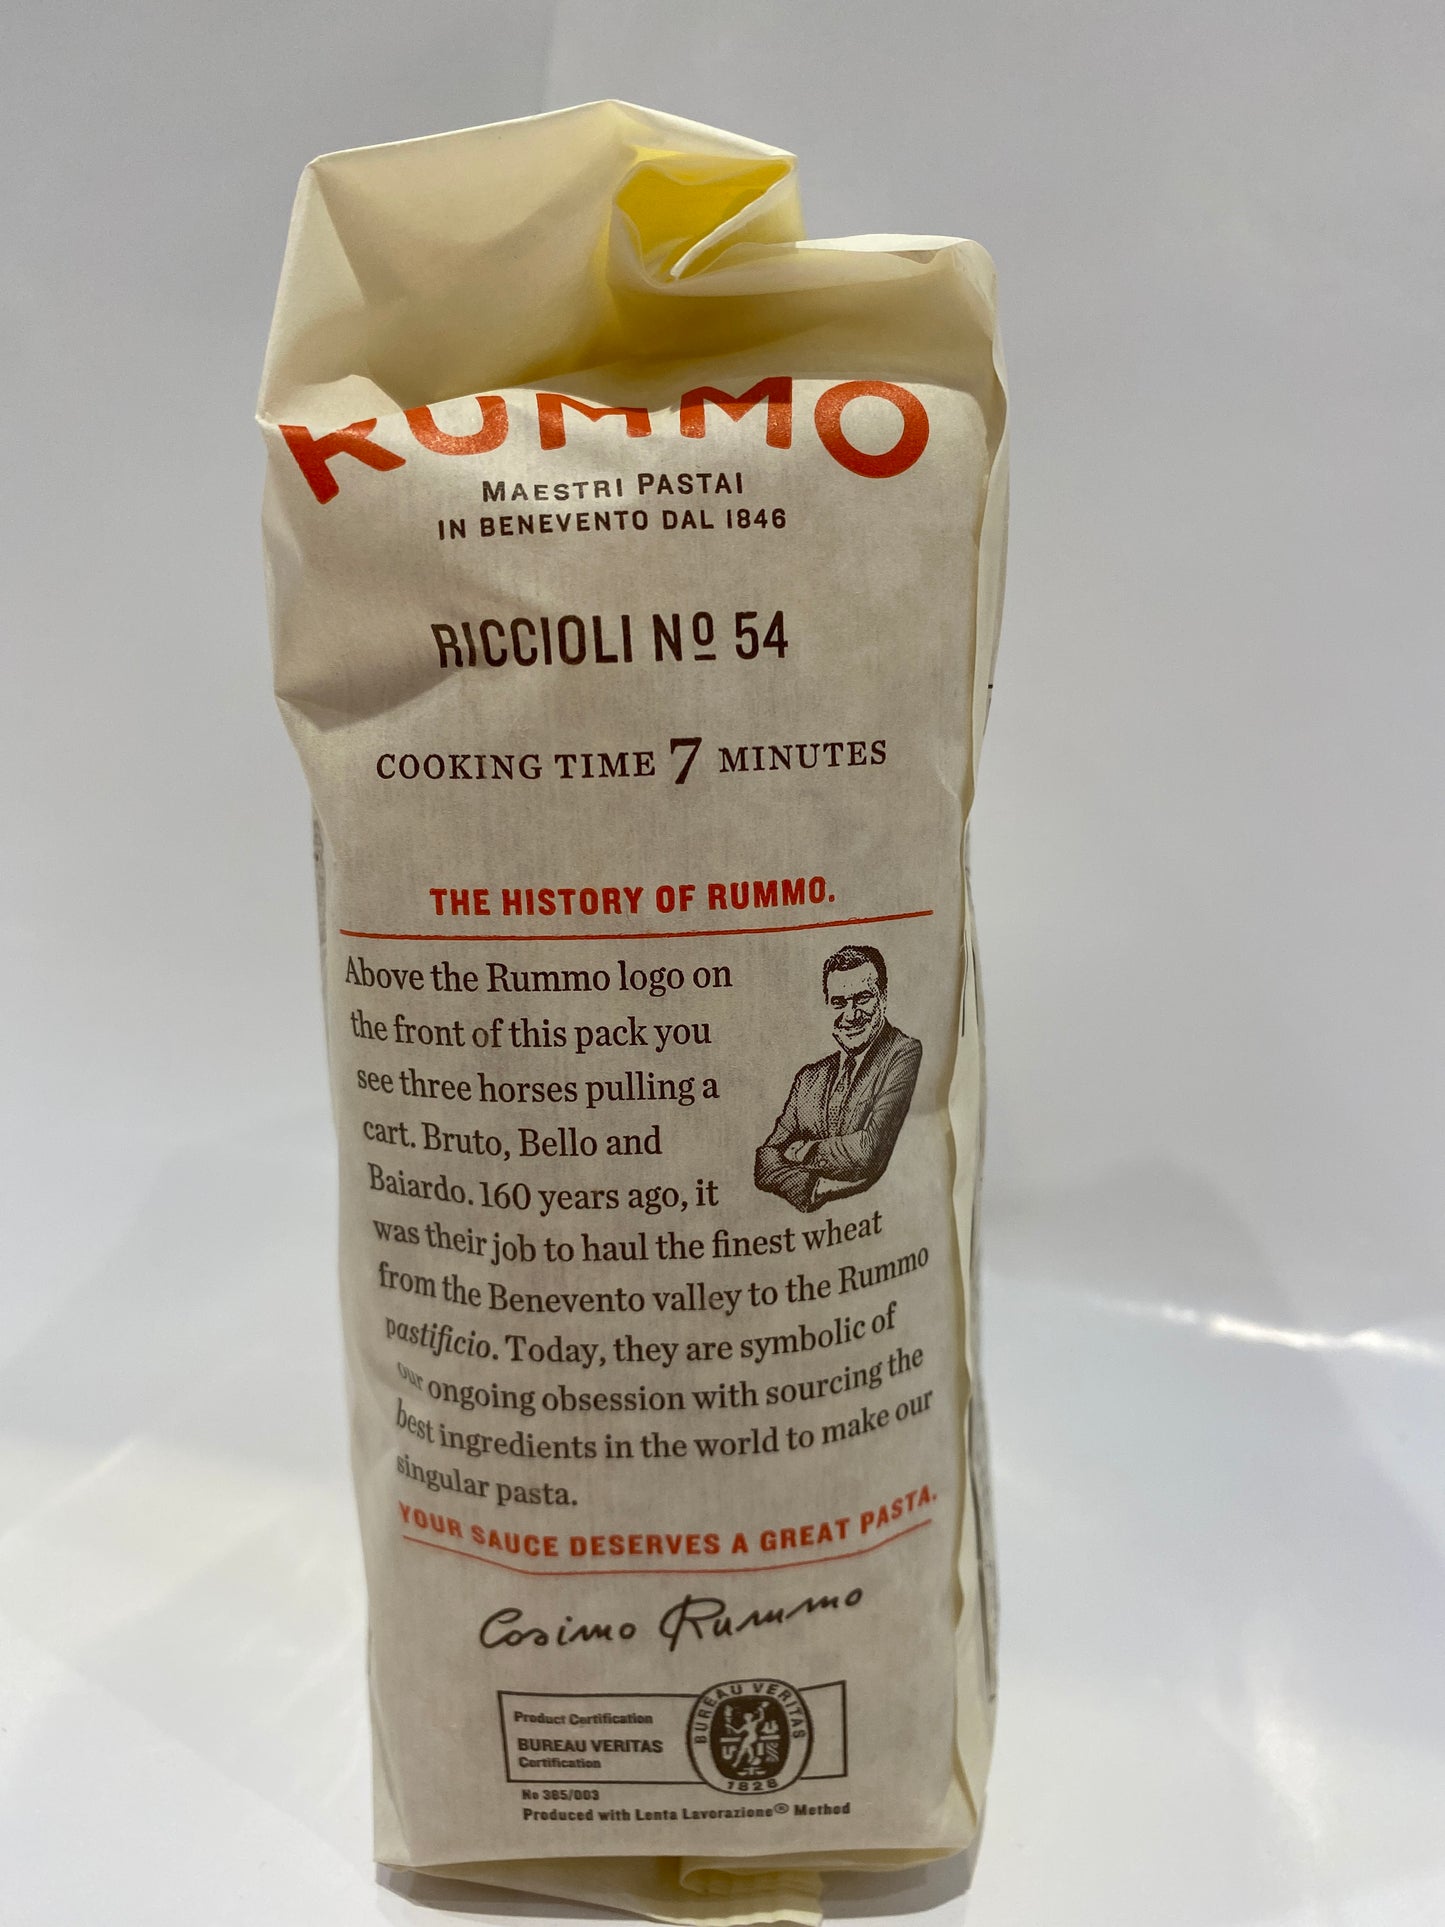 RUMMO
MAESTRI PASTAI
IN BENEVENTO DAL 1846
RICCIOLI Nº 54
COOKING TIME 7 MINUTES
THE HISTORY OF RUMMO.
Above the Rummo logo on
the front of this pack you
see three horses pulling a
cart. Bruto, Bello and
Baiardo. 160 years ago, it
was their job to haul the finest wheat
from the Benevento valley to the Rummo
pastificio. Today, they are symbolic of
our ongoing obsession with sourcing the
best ingredients in the world to make our
singular pasta.
YOUR SAUCE DESERVES A GREAT PASTA.
Cosimo Rummo
Product Certification
BUREAU VERITAS
Certification
BUREAU VERITAS
1828
No 385/003
Produced with Lenta Lavorazione® Method